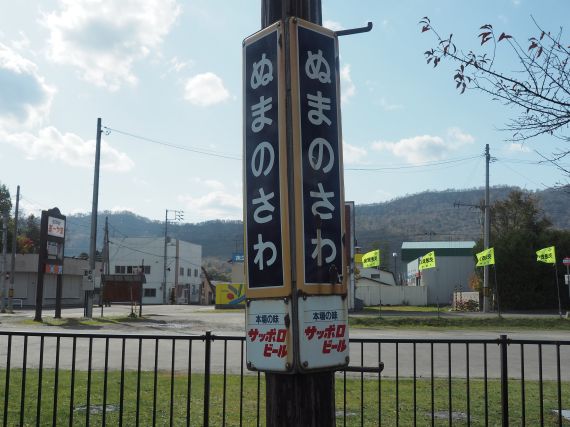 ぬまのさわ
本場の味
サッポロ
ビール
ぬまのさわ
本場の味
サッポロ
ビール